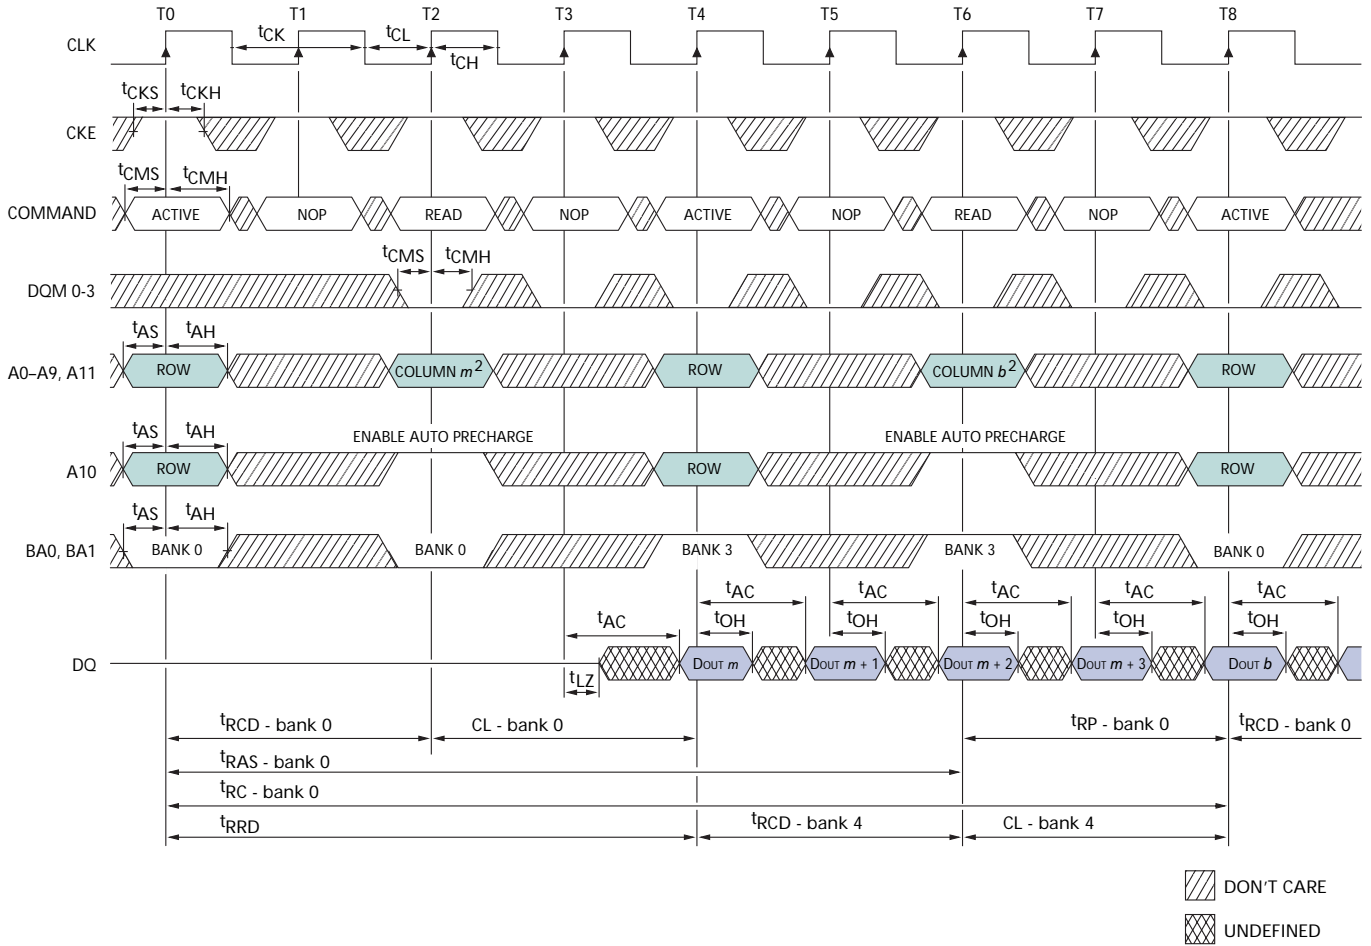 T0 T1 T2 T3 T4 T5 T6 T7 T8
CLK tCK tCL tCH
tCKS tCKH
CKE
tCMS tCMH
COMMAND ACTIVE NOP READ NOP ACTIVE NOP READ NOP ACTIVE
tCMS tCMH
DQM 0-3
tAS tAH
A0–A9, A11 ROW COLUMN m2 ROW COLUMN b2 ROW
tAS tAH ENABLE AUTO PRECHARGE ENABLE AUTO PRECHARGE
A10 ROW ROW ROW
tAS tAH
BA0, BA1 BANK 0 BANK 0 BANK 3 BANK 3 BANK 0
tAC tAC tAC tAC tAC
tAC tOH tOH tOH tOH tOH
DQ DOUT m DOUT m + 1 DOUT m + 2 DOUT m + 3 DOUT b
tLZ
tRCD - bank 0 CL - bank 0 tRP - bank 0 tRCD - bank 0
tRAS - bank 0
tRC - bank 0
tRRD tRCD - bank 4 CL - bank 4
DON'T CARE
UNDEFINED